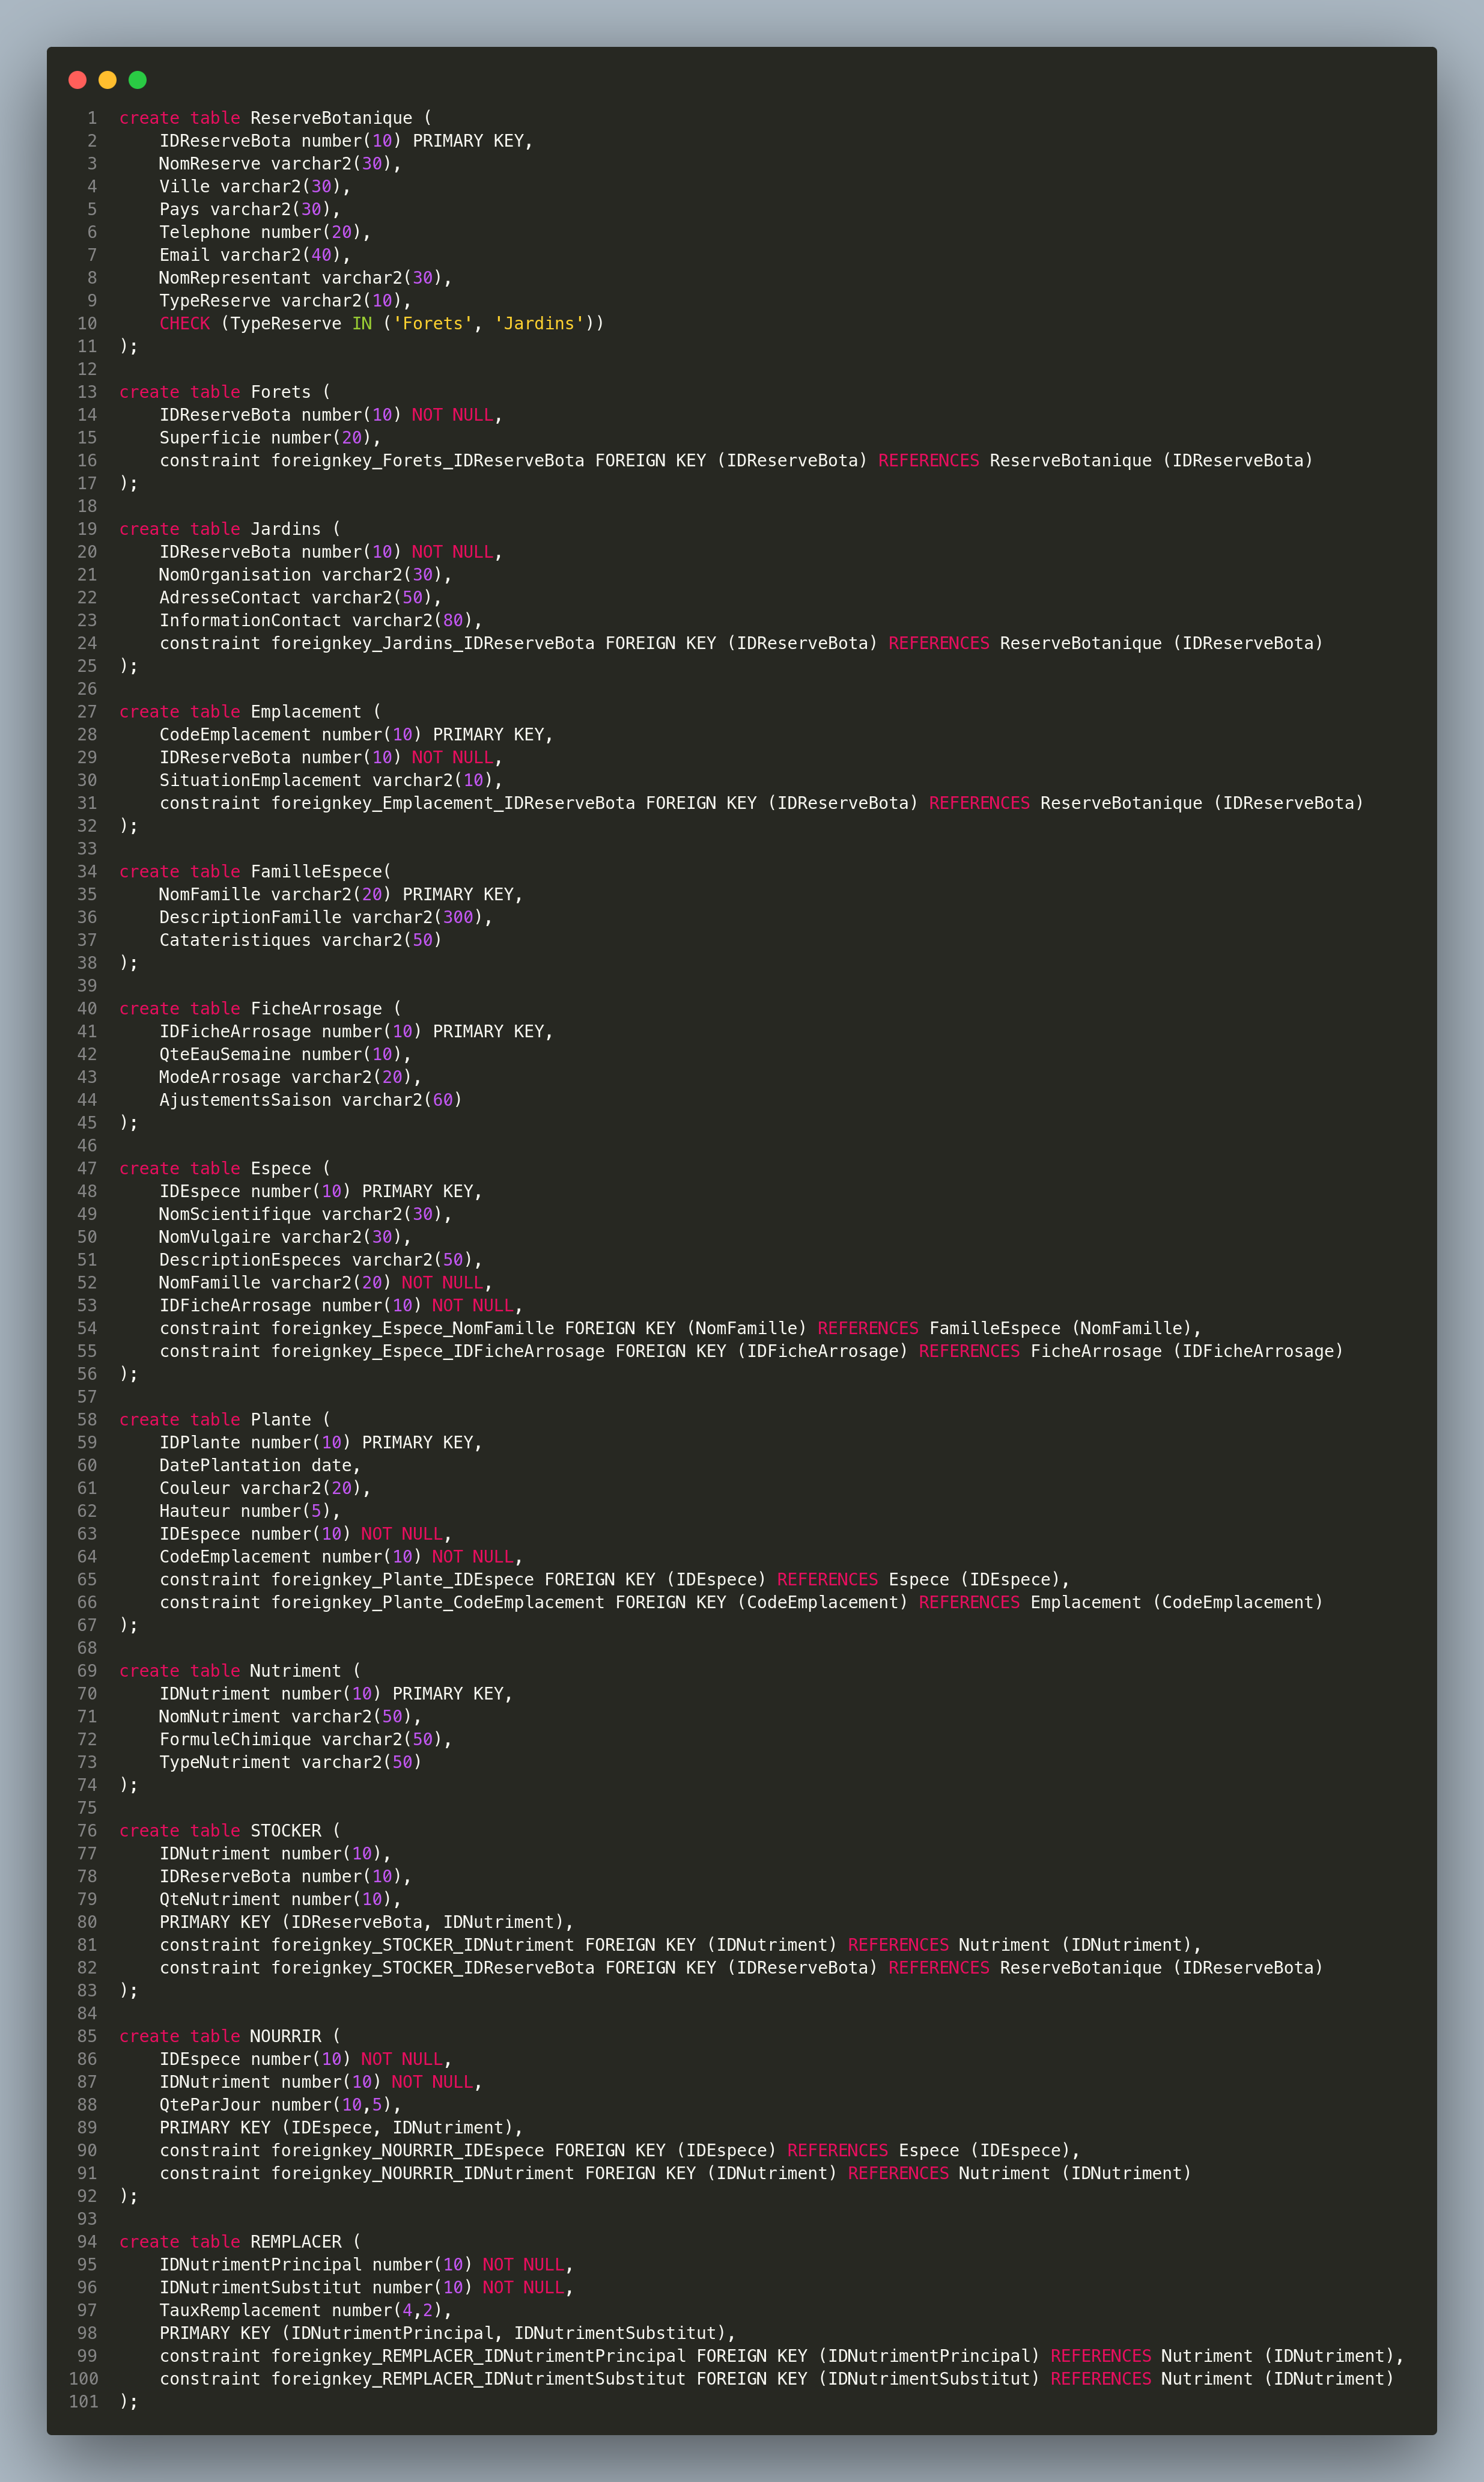 1 create table ReserveBotanique (
2 IDReserveBota number(10) PRIMARY KEY,
3 NomReserve varchar2(30),
4 Ville varchar2(30),
5 Pays varchar2(30),
6 Telephone number(20),
7 Email varchar2(40),
8 NomRepresentant varchar2(30),
9 TypeReserve varchar2(10),
10 CHECK (TypeReserve IN ('Forets', 'Jardins'))
11 );
12
13 create table Forets (
14 IDReserveBota number(10) NOT NULL,
15 Superficie number(20),
16 constraint foreignkey_Forets_IDReserveBota FOREIGN KEY (IDReserveBota) REFERENCES ReserveBotanique (IDReserveBota)
17 );
18
19 create table Jardins (
20 IDReserveBota number(10) NOT NULL,
21 NomOrganisation varchar2(30),
22 AdresseContact varchar2(50),
23 InformationContact varchar2(80),
24 constraint foreignkey_Jardins_IDReserveBota FOREIGN KEY (IDReserveBota) REFERENCES ReserveBotanique (IDReserveBota)
25 );
26
27 create table Emplacement (
28 CodeEmplacement number(10) PRIMARY KEY,
29 IDReserveBota number(10) NOT NULL,
30 SituationEmplacement varchar2(10),
31 constraint foreignkey_Emplacement_IDReserveBota FOREIGN KEY (IDReserveBota) REFERENCES ReserveBotanique (IDReserveBota)
32 );
33
34 create table FamilleEspece(
35 NomFamille varchar2(20) PRIMARY KEY,
36 DescriptionFamille varchar2(300),
37 Catateristiques varchar2(50)
38 );
39
40 create table FicheArrosage (
41 IDFicheArrosage number(10) PRIMARY KEY,
42 QteEauSemaine number(10),
43 ModeArrosage varchar2(20),
44 AjustementsSaison varchar2(60)
45 );
46
47 create table Espece (
48 IDEspece number(10) PRIMARY KEY,
49 NomScientifique varchar2(30),
50 NomVulgaire varchar2(30),
51 DescriptionEspeces varchar2(50),
52 NomFamille varchar2(20) NOT NULL,
53 IDFicheArrosage number(10) NOT NULL,
54 constraint foreignkey_Espece_NomFamille FOREIGN KEY (NomFamille) REFERENCES FamilleEspece (NomFamille),
55 constraint foreignkey_Espece_IDFicheArrosage FOREIGN KEY (IDFicheArrosage) REFERENCES FicheArrosage (IDFicheArrosage)
56 );
57
58 create table Plante (
59 IDPlante number(10) PRIMARY KEY,
60 DatePlantation date,
61 Couleur varchar2(20),
62 Hauteur number(5),
63 IDEspece number(10) NOT NULL,
64 CodeEmplacement number(10) NOT NULL,
65 constraint foreignkey_Plante_IDEspece FOREIGN KEY (IDEspece) REFERENCES Espece (IDEspece),
66 constraint foreignkey_Plante_CodeEmplacement FOREIGN KEY (CodeEmplacement) REFERENCES Emplacement (CodeEmplacement)
67 );
68
69 create table Nutriment (
70 IDNutriment number(10) PRIMARY KEY,
71 NomNutriment varchar2(50),
72 FormuleChimique varchar2(50),
73 TypeNutriment varchar2(50)
74 );
75
76 create table STOCKER (
77 IDNutriment number(10),
78 IDReserveBota number(10),
79 QteNutriment number(10),
80 PRIMARY KEY (IDReserveBota, IDNutriment),
81 constraint foreignkey_STOCKER_IDNutriment FOREIGN KEY (IDNutriment) REFERENCES Nutriment (IDNutriment),
82 constraint foreignkey_STOCKER_IDReserveBota FOREIGN KEY (IDReserveBota) REFERENCES ReserveBotanique (IDReserveBota)
83 );
84
85 create table NOURRIR (
86 IDEspece number(10) NOT NULL,
87 IDNutriment number(10) NOT NULL,
88 QteParJour number(10,5),
89 PRIMARY KEY (IDEspece, IDNutriment),
90 constraint foreignkey_NOURRIR_IDEspece FOREIGN KEY (IDEspece) REFERENCES Espece (IDEspece),
91 constraint foreignkey_NOURRIR_IDNutriment FOREIGN KEY (IDNutriment) REFERENCES Nutriment (IDNutriment)
92 );
93
94 create table REMPLACER (
95 IDNutrimentPrincipal number(10) NOT NULL,
96 IDNutrimentSubstitut number(10) NOT NULL,
97 TauxRemplacement number(4,2),
98 PRIMARY KEY (IDNutrimentPrincipal, IDNutrimentSubstitut),
99 constraint foreignkey_REMPLACER_IDNutrimentPrincipal FOREIGN KEY (IDNutrimentPrincipal) REFERENCES Nutriment (IDNutriment),
100 constraint foreignkey_REMPLACER_IDNutrimentSubstitut FOREIGN KEY (IDNutrimentSubstitut) REFERENCES Nutriment (IDNutriment)
101 );